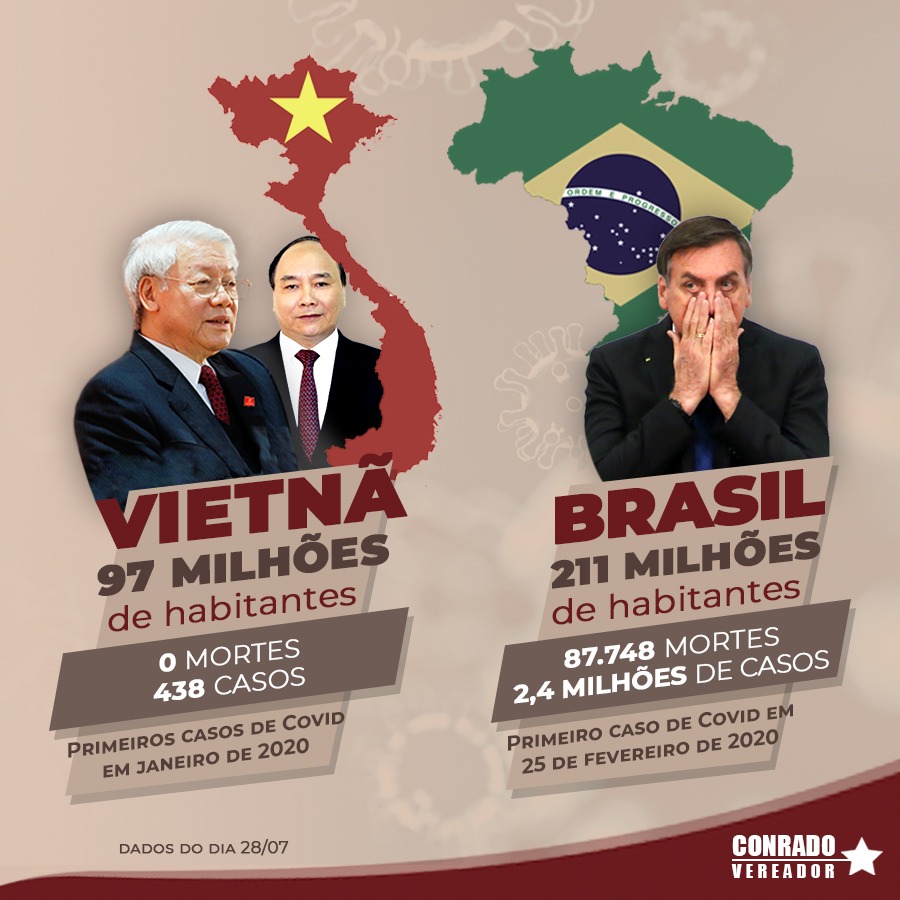 ORDEM E PROGRESSO
VIETNÃ
97 MILHÕES
de habitantes
0 MORTES
438 CASOS
PRIMEIROS CASOS DE COVID
EM JANEIRO DE 2020
BRASIL
211 MILHÕES
de habitantes
87.748 MORTES
2,4 MILHÕES DE CASOS
PRIMEIRO CASO DE COVID EM
25 DE FEVEREIRO DE 2020
DADOS DO DIA 28/07
CONRADO
VEREADOR